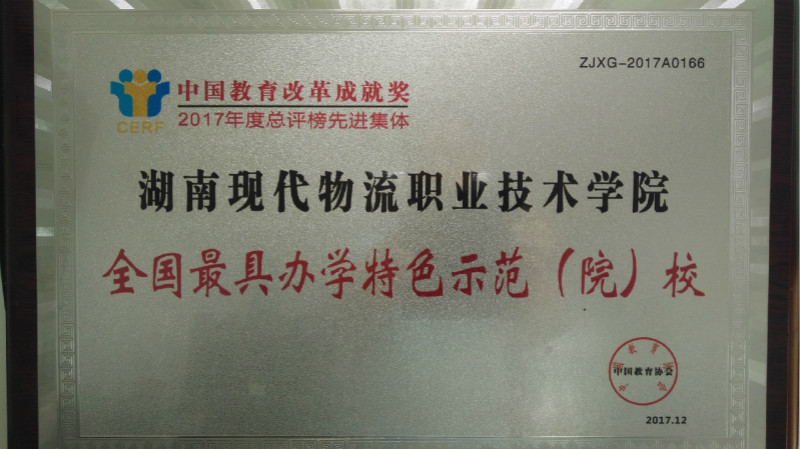 ZJXG-2017A0166
中国教育改革成就奖
CERF
2017年度总评榜先进集体
湖南现代物流职业技术学院
全国最具办学特色示范（院）校
中国教育协会
2017.12